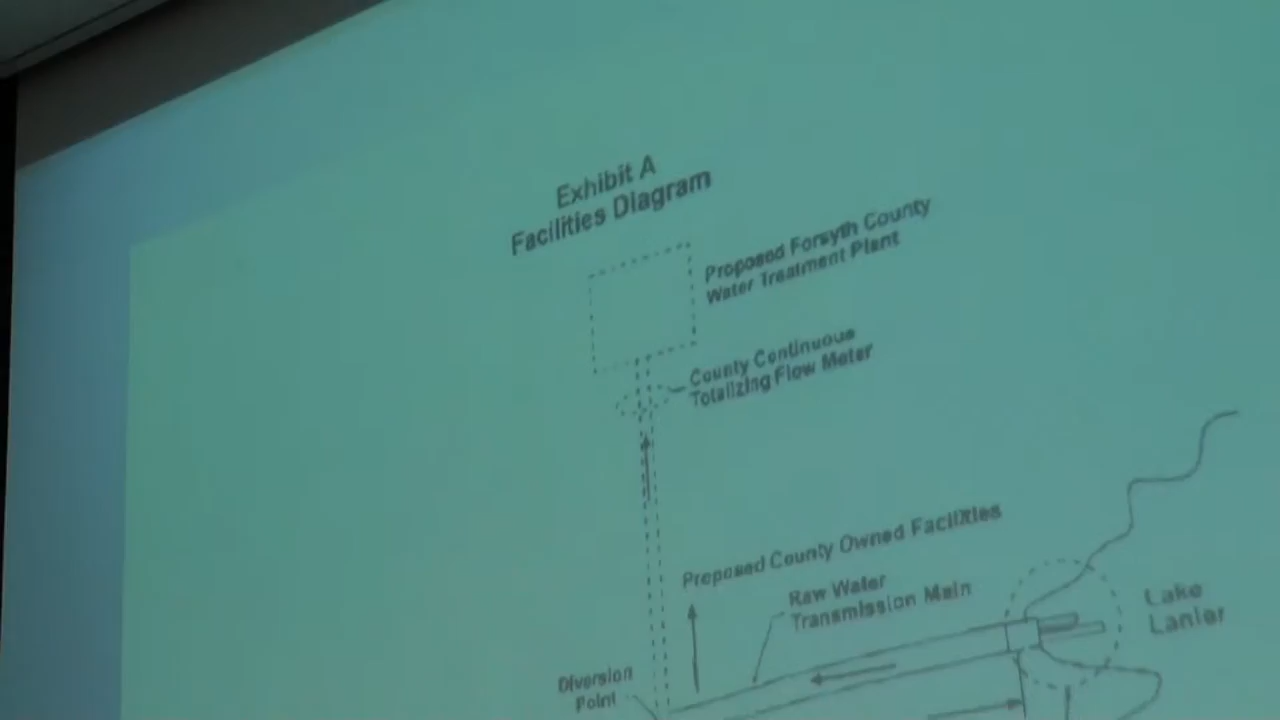 Exhibit A
Facilities Diagram
Proposed Forsyth County
Water Treatment Plant
County Continuous
Totalizing Flow Meter
Proposed County Owned Facilities
Raw Water
Transmission Main
Lake
Lanier
Diversion
Point